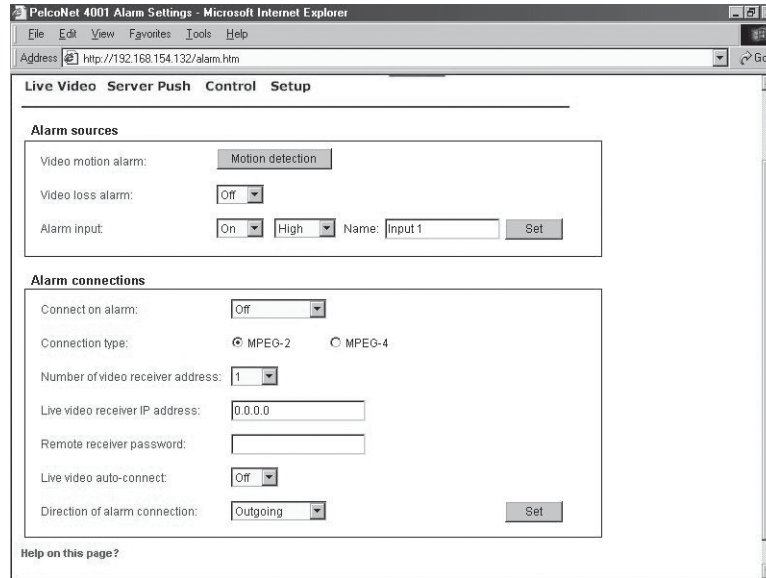 PelcoNet 4001 Alarm Settings - Microsoft Internet Explorer
File Edit View Favorites Tools Help
Address http://192.168.154.132/alarm.htm
Live Video Server Push Control Setup
Alarm sources
Video motion alarm: Motion detection
Video loss alarm: Off
Alarm input: On High Name: Input 1 Set
Alarm connections
Connect on alarm: Off
Connection type: MPEG-2 MPEG-4
Number of video receiver address: 1
Live video receiver IP address: 0.0.0.0
Remote receiver password:
Live video auto-connect: Off
Direction of alarm connection: Outgoing Set
Help on this page?